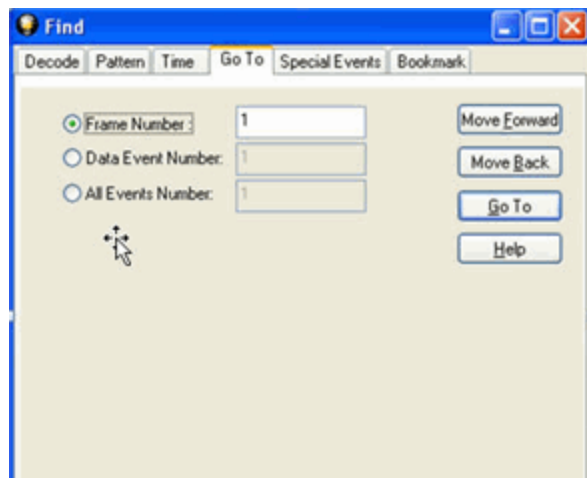 Find
Decode Pattern Time Go To Special Events Bookmark
Frame Number: 1 Move Forward
Data Event Number: 1 Move Back
All Events Number: 1
Go To
Help